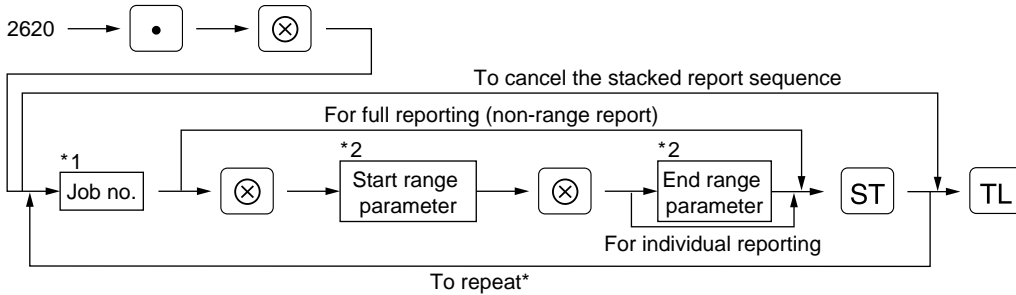 2620
To cancel the stacked report sequence
For full reporting (non-range report)
*1
*2
*2
Job no.
Start range
parameter
End range
parameter
ST
TL
For individual reporting
To repeat*